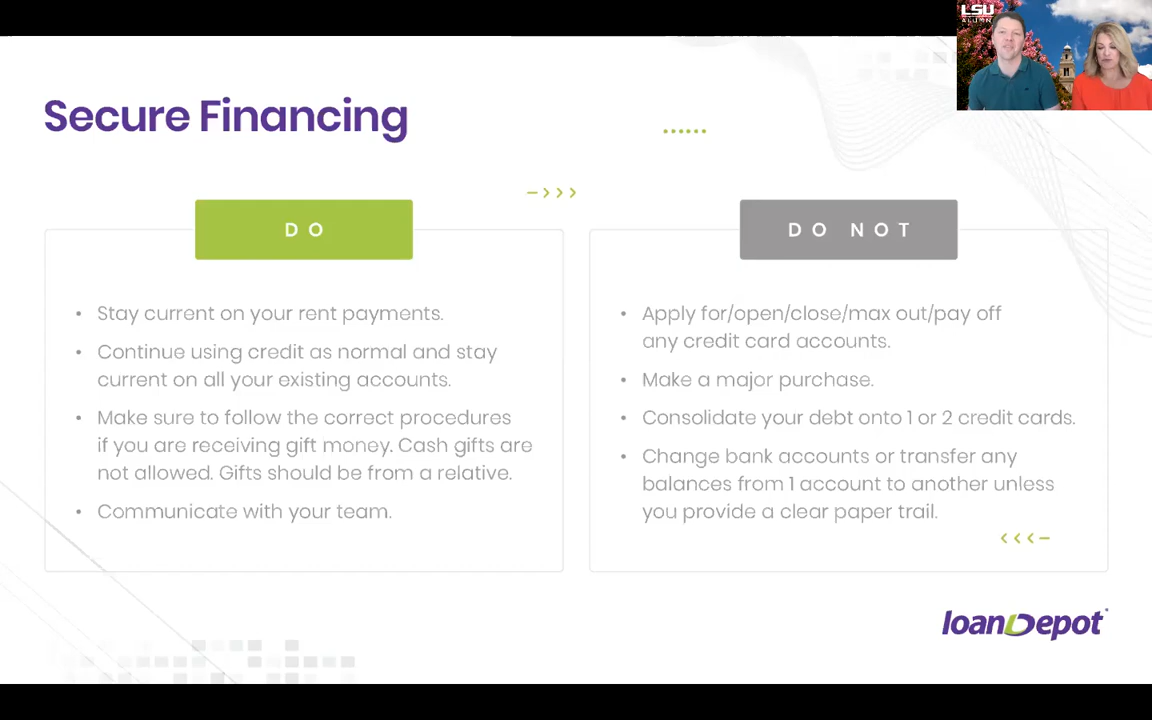 LSU
ALUMNI
Secure Financing
DO
DO NOT
• Stay current on your rent payments.
• Continue using credit as normal and stay
current on all your existing accounts.
• Make sure to follow the correct procedures
if you are receiving gift money. Cash gifts are
not allowed. Gifts should be from a relative.
• Communicate with your team.
• Apply for/open/close/max out/pay off
any credit card accounts.
• Make a major purchase.
• Consolidate your debt onto 1 or 2 credit cards.
• Change bank accounts or transfer any
balances from 1 account to another unless
you provide a clear paper trail.
loanDepot